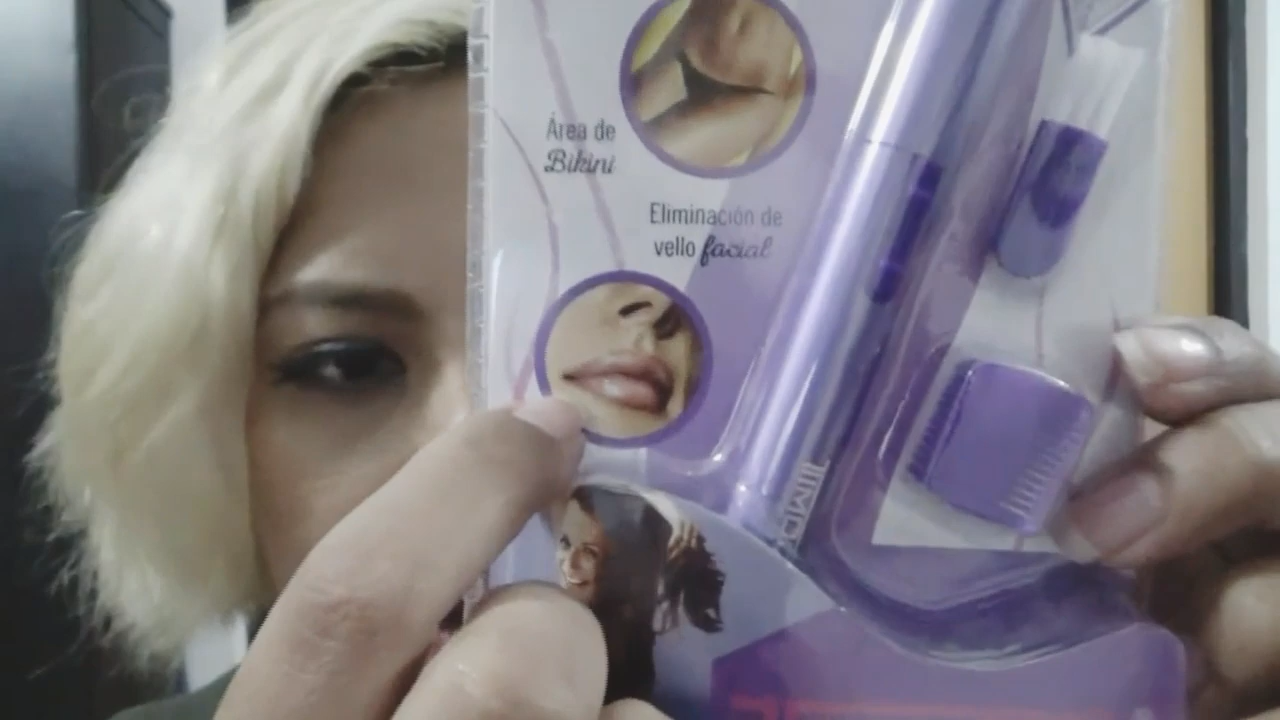 Área de
Bikini
Eliminación de
vello facial